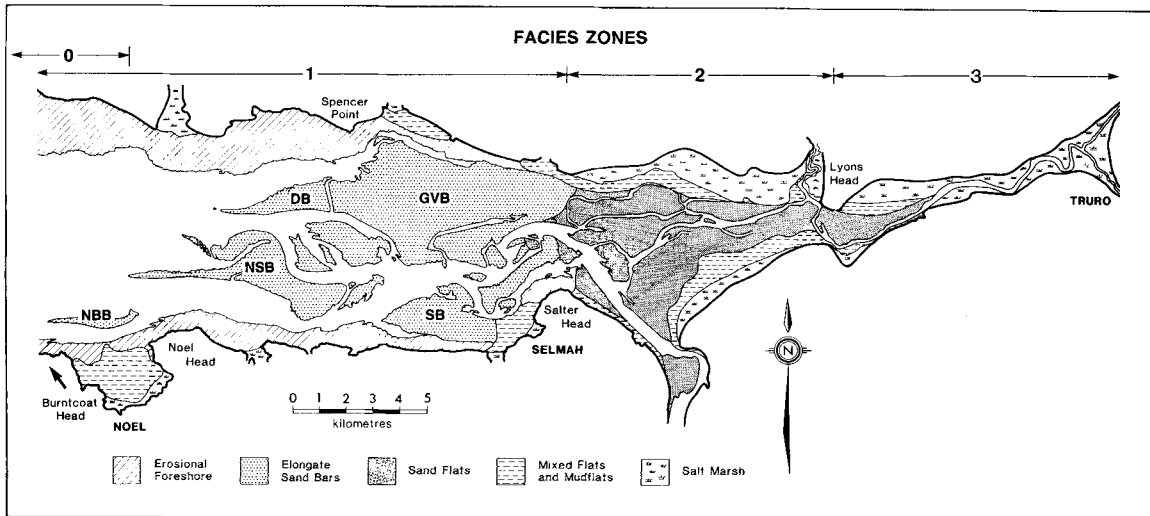 FACIES ZONES
0
1
2
3
Spencer
Point
Lyons
Head
TRURO
DB
GVB
NSB
NBB
SB
Salter
Head
SELMAH
Noel
Head
Burntcoat
Head
NOEL
0 1 2 3 4 5
kilometres
N
Erosional
Foreshore
Elongate
Sand Bars
Sand Flats
Mixed Flats
and Mudflats
Salt Marsh